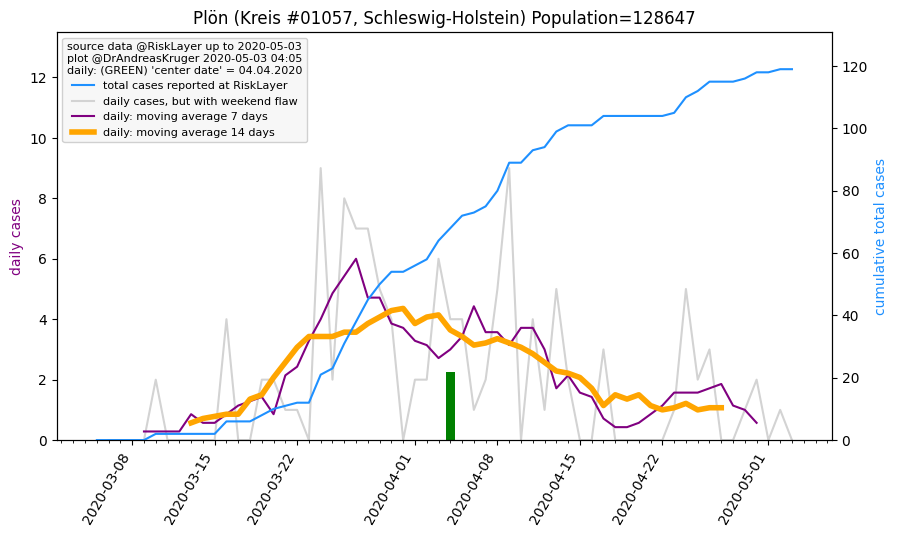 Plön (Kreis #01057, Schleswig-Holstein) Population=128647
source data @RiskLayer up to 2020-05-03
plot @DrAndreasKruger 2020-05-03 04:05
daily: (GREEN) 'center date' = 04.04.2020
total cases reported at RiskLayer
daily cases, but with weekend flaw
daily: moving average 7 days
daily: moving average 14 days
daily cases
12
10
8
6
4
2
0
120
100
80
60
40
20
0
cumulative total cases
2020-03-08
2020-03-15
2020-03-22
2020-04-01
2020-04-08
2020-04-15
2020-04-22
2020-05-01